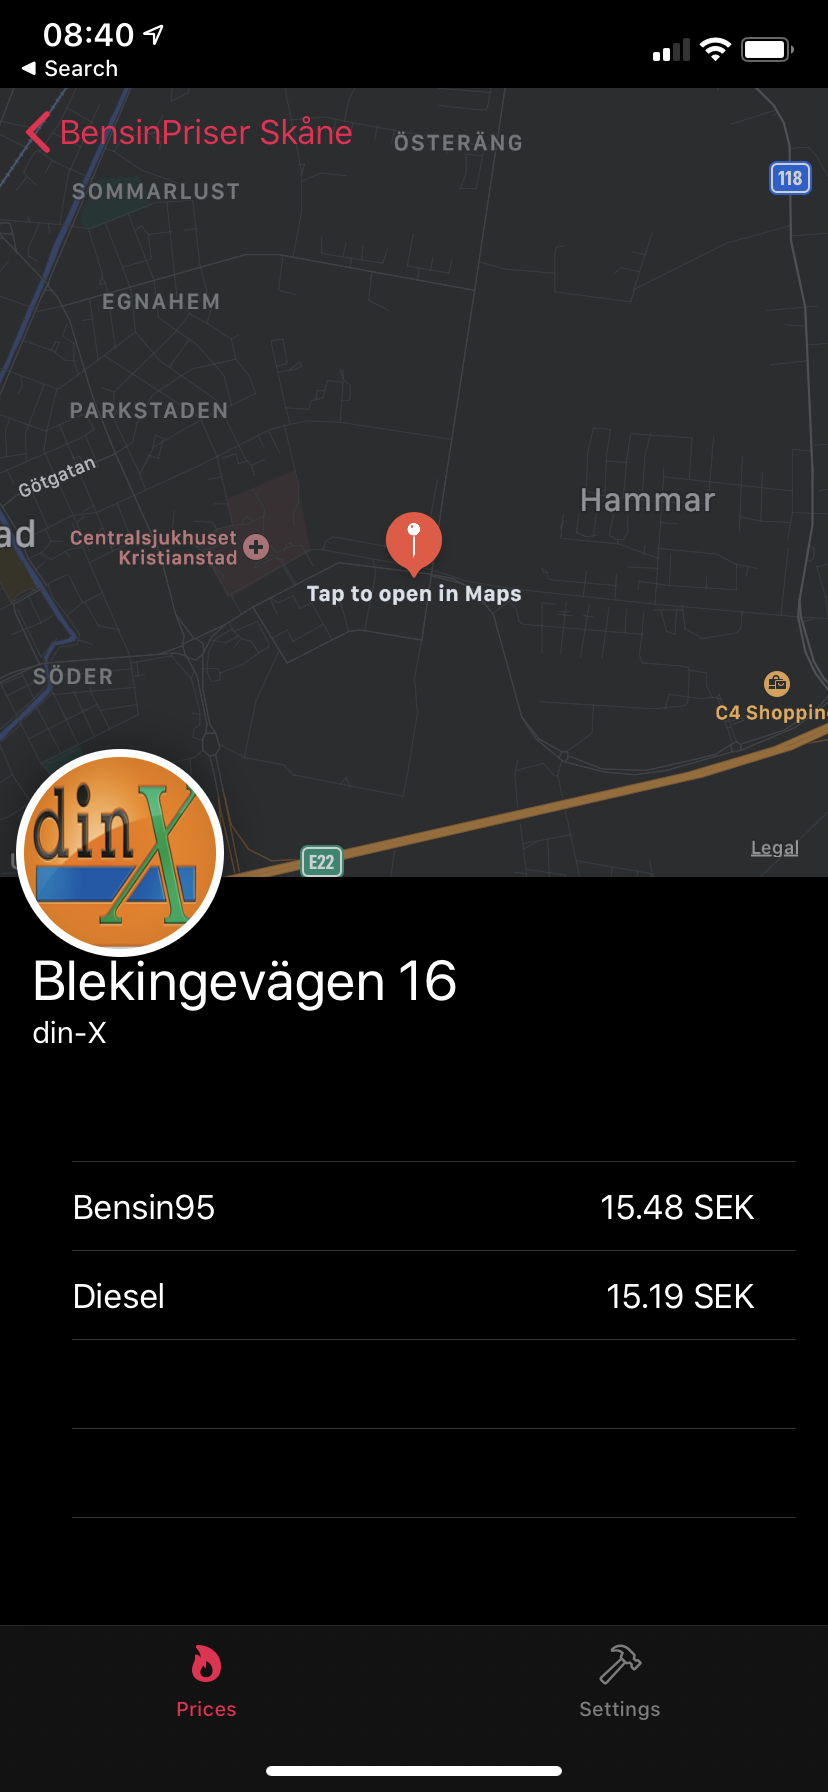 08:40
◀ Search
BensinPriser Skåne
ÖSTERÄNG
118
SOMMARLUST
EGNAHEM
PARKSTADEN
Götgatan
Hammar
ad
Centralsjukhuset
Kristianstad
Tap to open in Maps
SÖDER
C4 Shoppin
E22
Legal
din X
Blekingevägen 16
din-X
Bensin95 15.48 SEK
Diesel 15.19 SEK
Prices Settings